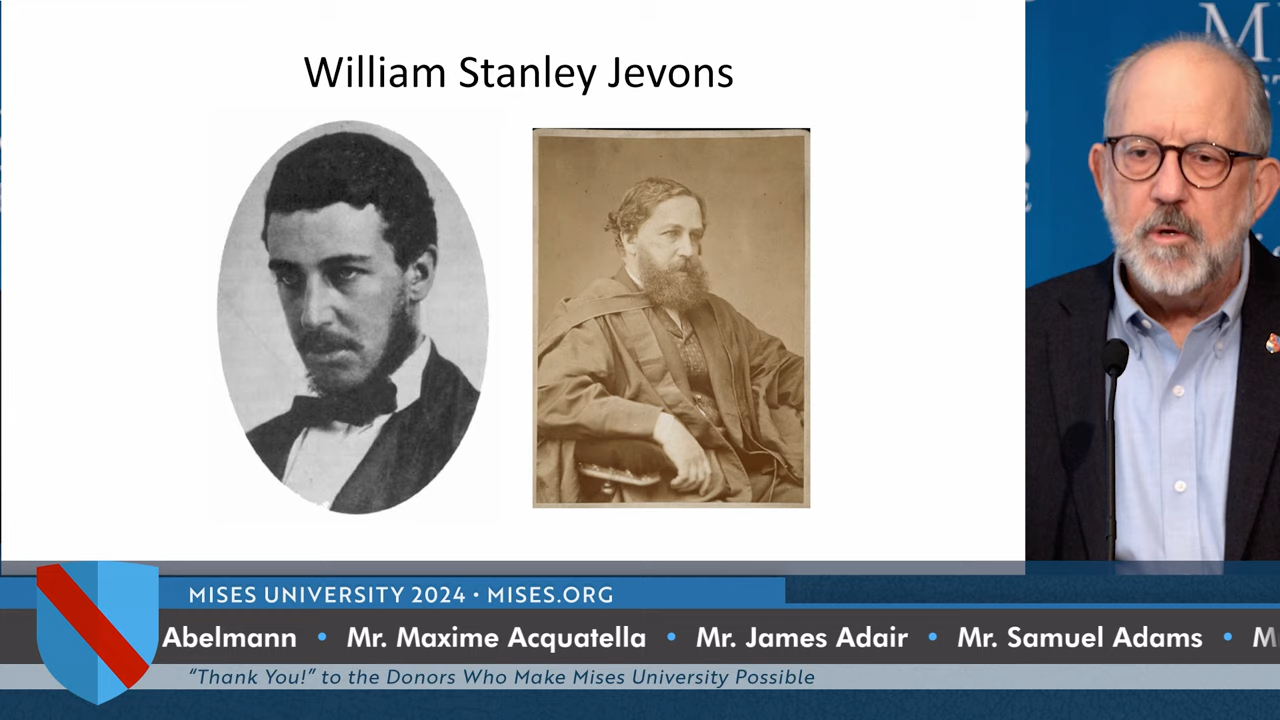 William Stanley Jevons
MISES UNIVERSITY 2024 • MISES.ORG
Abelmann • Mr. Maxime Acquatella • Mr. James Adair • Mr. Samuel Adams • M
“Thank You!” to the Donors Who Make Mises University Possible